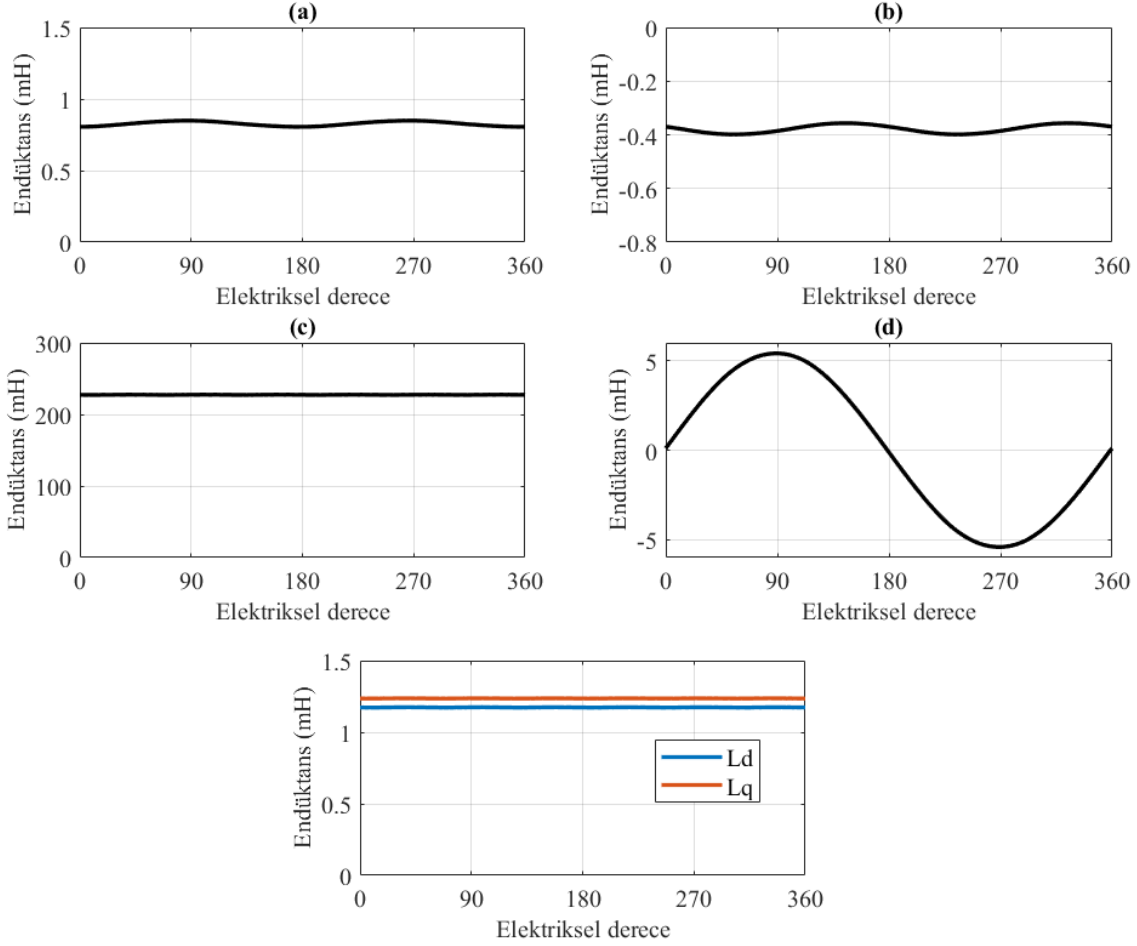 (a)
1.5
1
0.5
0
0 90 180 270 360
Endüktans (mH)
Elektriksel derece
(b)
0
-0.2
-0.4
-0.6
-0.8
0 90 180 270 360
Endüktans (mH)
Elektriksel derece
(c)
300
200
100
0
0 90 180 270 360
Endüktans (mH)
Elektriksel derece
(d)
5
0
-5
0 90 180 270 360
Endüktans (mH)
Elektriksel derece
1.5
1
0.5
0
0 90 180 270 360
Endüktans (mH)
Elektriksel derece
Ld
Lq